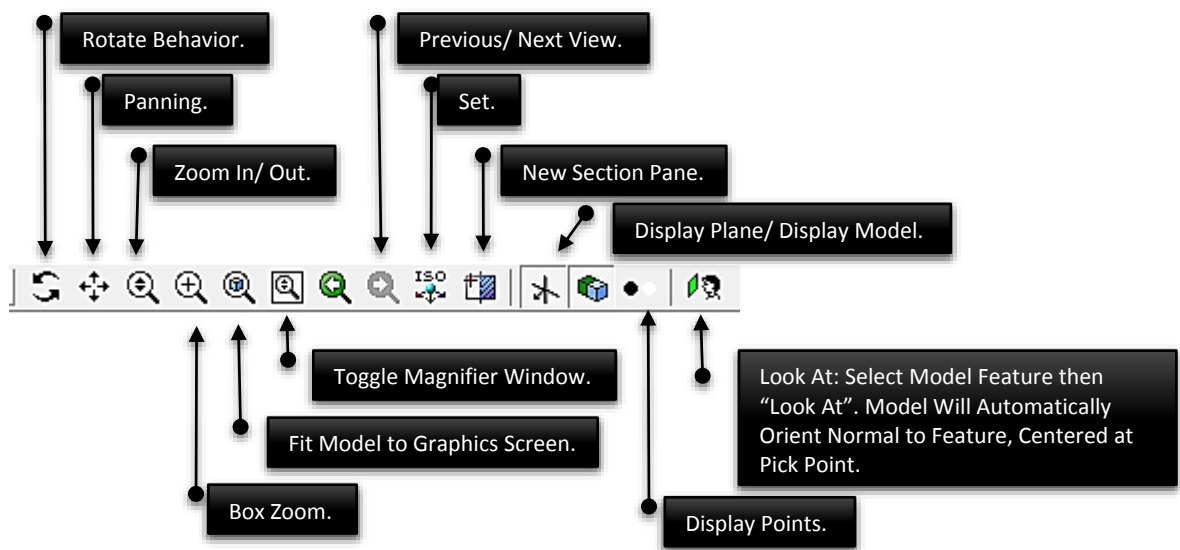 Rotate Behavior.
Previous/ Next View.
Panning.
Set.
Zoom In/ Out.
New Section Pane.
Display Plane/ Display Model.
ISO
Toggle Magnifier Window.
Look At: Select Model Feature then
“Look At”. Model Will Automatically
Orient Normal to Feature, Centered at
Pick Point.
Fit Model to Graphics Screen.
Box Zoom.
Display Points.